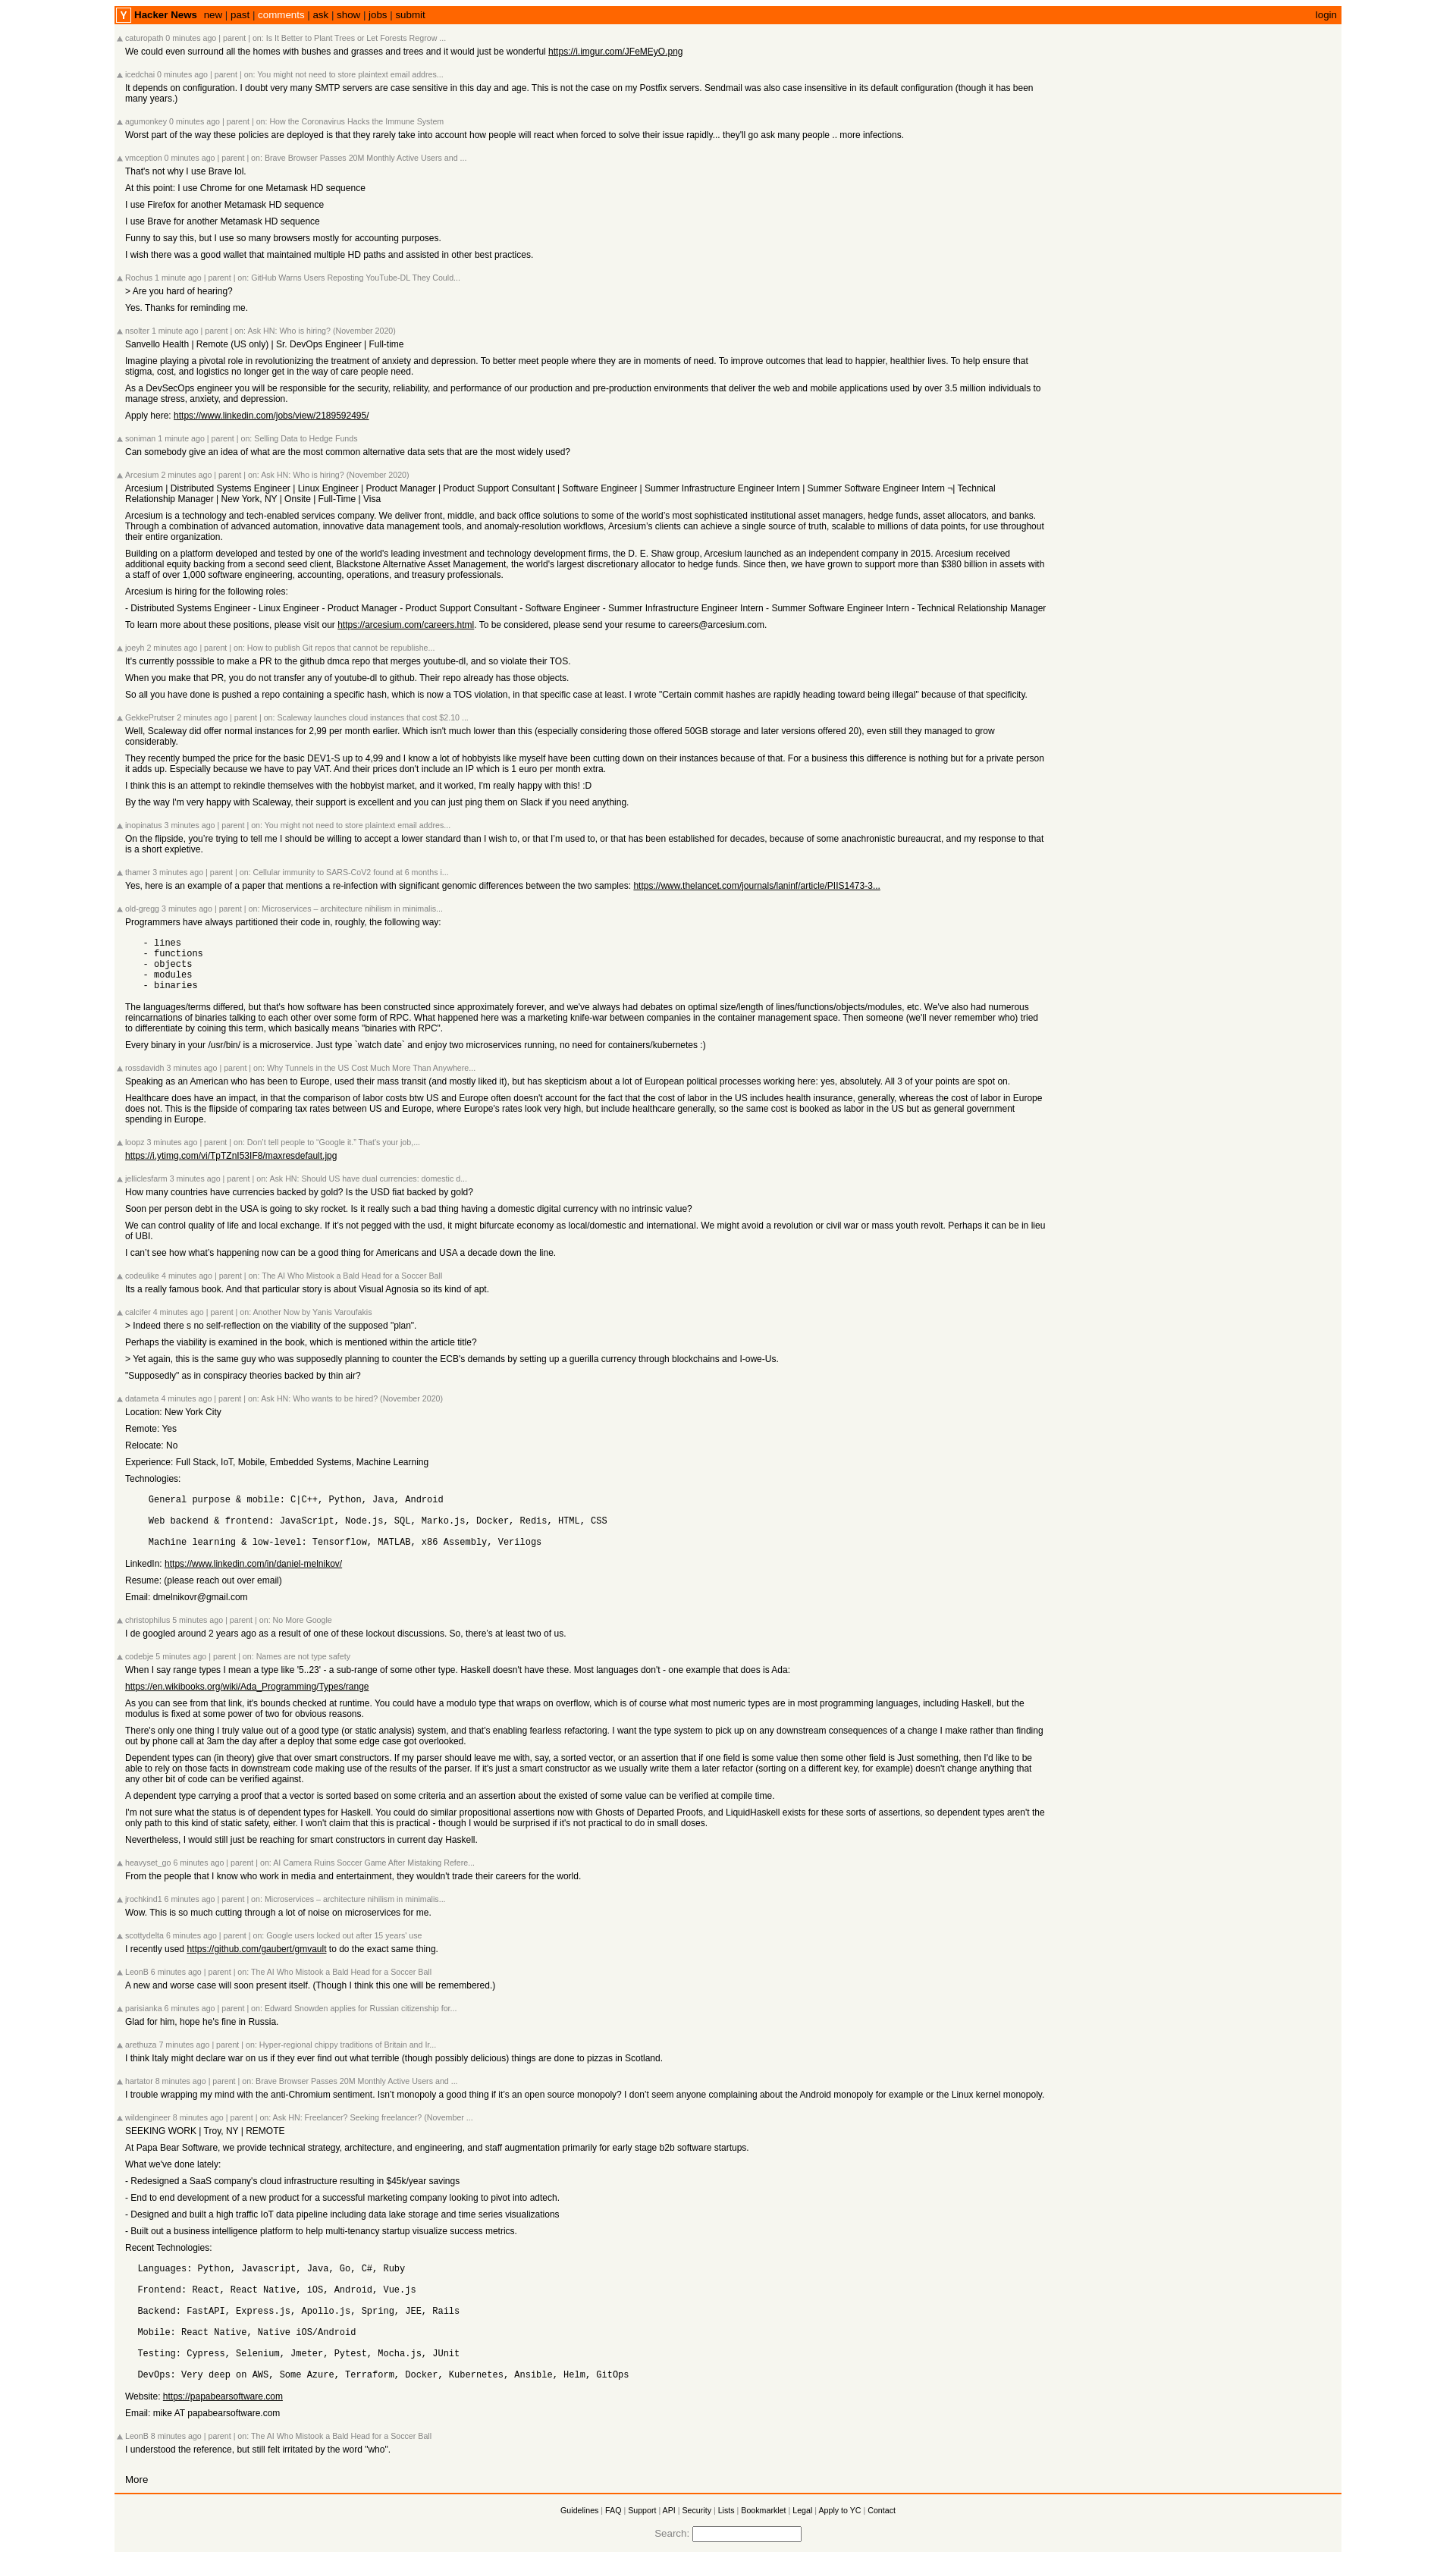 Y Hacker News new | past | comments | ask | show | jobs | submit login
caturopath 0 minutes ago | parent | on: Is It Better to Plant Trees or Let Forests Regrow ...
We could even surround all the homes with bushes and grasses and trees and it would just be wonderful https://i.imgur.com/JFeMEyO.png
icedchai 0 minutes ago | parent | on: You might not need to store plaintext email addres...
It depends on configuration. I doubt very many SMTP servers are case sensitive in this day and age. This is not the case on my Postfix servers. Sendmail was also case insensitive in its default configuration (though it has been
many years.)
agumonkey 0 minutes ago | parent | on: How the Coronavirus Hacks the Immune System
Worst part of the way these policies are deployed is that they rarely take into account how people will react when forced to solve their issue rapidly... they'll go ask many people .. more infections.
vmception 0 minutes ago | parent | on: Brave Browser Passes 20M Monthly Active Users and ...
That's not why I use Brave lol.
At this point: I use Chrome for one Metamask HD sequence
I use Firefox for another Metamask HD sequence
I use Brave for another Metamask HD sequence
Funny to say this, but I use so many browsers mostly for accounting purposes.
I wish there was a good wallet that maintained multiple HD paths and assisted in other best practices.
Rochus 1 minute ago | parent | on: GitHub Warns Users Reposting YouTube-DL They Could...
> Are you hard of hearing?
Yes. Thanks for reminding me.
nsolter 1 minute ago | parent | on: Ask HN: Who is hiring? (November 2020)
Sanvello Health | Remote (US only) | Sr. DevOps Engineer | Full-time
Imagine playing a pivotal role in revolutionizing the treatment of anxiety and depression. To better meet people where they are in moments of need. To improve outcomes that lead to happier, healthier lives. To help ensure that
stigma, cost, and logistics no longer get in the way of care people need.
As a DevSecOps engineer you will be responsible for the security, reliability, and performance of our production and pre-production environments that deliver the web and mobile applications used by over 3.5 million individuals to
manage stress, anxiety, and depression.
Apply here: https://www.linkedin.com/jobs/view/2189592495/
soniman 1 minute ago | parent | on: Selling Data to Hedge Funds
Can somebody give an idea of what are the most common alternative data sets that are the most widely used?
Arcesium 2 minutes ago | parent | on: Ask HN: Who is hiring? (November 2020)
Arcesium | Distributed Systems Engineer | Linux Engineer | Product Manager | Product Support Consultant | Software Engineer | Summer Infrastructure Engineer Intern | Summer Software Engineer Intern ¬| Technical
Relationship Manager | New York, NY | Onsite | Full-Time | Visa
Arcesium is a technology and tech-enabled services company. We deliver front, middle, and back office solutions to some of the world's most sophisticated institutional asset managers, hedge funds, asset allocators, and banks.
Through a combination of advanced automation, innovative data management tools, and anomaly-resolution workflows, Arcesium's clients can achieve a single source of truth, scalable to millions of data points, for use throughout
their entire organization.
Building on a platform developed and tested by one of the world's leading investment and technology development firms, the D. E. Shaw group, Arcesium launched as an independent company in 2015. Arcesium received
additional equity backing from a second seed client, Blackstone Alternative Asset Management, the world's largest discretionary allocator to hedge funds. Since then, we have grown to support more than $380 billion in assets with
a staff of over 1,000 software engineering, accounting, operations, and treasury professionals.
Arcesium is hiring for the following roles:
- Distributed Systems Engineer - Linux Engineer - Product Manager - Product Support Consultant - Software Engineer - Summer Infrastructure Engineer Intern - Summer Software Engineer Intern - Technical Relationship Manager
To learn more about these positions, please visit our https://arcesium.com/careers.html. To be considered, please send your resume to careers@arcesium.com.
joeyh 2 minutes ago | parent | on: How to publish Git repos that cannot be republishe...
It's currently posssible to make a PR to the github dmca repo that merges youtube-dl, and so violate their TOS.
When you make that PR, you do not transfer any of youtube-dl to github. Their repo already has those objects.
So all you have done is pushed a repo containing a specific hash, which is now a TOS violation, in that specific case at least. I wrote "Certain commit hashes are rapidly heading toward being illegal" because of that specificity.
GekkePrutser 2 minutes ago | parent | on: Scaleway launches cloud instances that cost $2.10 ...
Well, Scaleway did offer normal instances for 2,99 per month earlier. Which isn't much lower than this (especially considering those offered 50GB storage and later versions offered 20), even still they managed to grow
considerably.
They recently bumped the price for the basic DEV1-S up to 4,99 and I know a lot of hobbyists like myself have been cutting down on their instances because of that. For a business this difference is nothing but for a private person
it adds up. Especially because we have to pay VAT. And their prices don't include an IP which is 1 euro per month extra.
I think this is an attempt to rekindle themselves with the hobbyist market, and it worked, I'm really happy with this! :D
By the way I'm very happy with Scaleway, their support is excellent and you can just ping them on Slack if you need anything.
inopinatus 3 minutes ago | parent | on: You might not need to store plaintext email addres...
On the flipside, you're trying to tell me I should be willing to accept a lower standard than I wish to, or that I'm used to, or that has been established for decades, because of some anachronistic bureaucrat, and my response to that
is a short expletive.
thamer 3 minutes ago | parent | on: Cellular immunity to SARS-CoV2 found at 6 months i...
Yes, here is an example of a paper that mentions a re-infection with significant genomic differences between the two samples: https://www.thelancet.com/journals/laninf/article/PIIS1473-3...
old-gregg 3 minutes ago | parent | on: Microservices – architecture nihilism in minimalis...
Programmers have always partitioned their code in, roughly, the following way:
- lines
- functions
- objects
- modules
- binaries
The languages/terms differed, but that's how software has been constructed since approximately forever, and we've always had debates on optimal size/length of lines/functions/objects/modules, etc. We've also had numerous
reincarnations of binaries talking to each other over some form of RPC. What happened here was a marketing knife-war between companies in the container management space. Then someone (we'll never remember who) tried
to differentiate by coining this term, which basically means "binaries with RPC".
Every binary in your /usr/bin/ is a microservice. Just type `watch date` and enjoy two microservices running, no need for containers/kubernetes :)
rossdavidh 3 minutes ago | parent | on: Why Tunnels in the US Cost Much More Than Anywhere...
Speaking as an American who has been to Europe, used their mass transit (and mostly liked it), but has skepticism about a lot of European political processes working here: yes, absolutely. All 3 of your points are spot on.
Healthcare does have an impact, in that the comparison of labor costs btw US and Europe often doesn't account for the fact that the cost of labor in the US includes health insurance, generally, whereas the cost of labor in Europe
does not. This is the flipside of comparing tax rates between US and Europe, where Europe's rates look very high, but include healthcare generally, so the same cost is booked as labor in the US but as general government
spending in Europe.
loopz 3 minutes ago | parent | on: Don't tell people to "Google it." That's your job,...
https://i.ytimg.com/vi/TpTZnI53IF8/maxresdefault.jpg
jelliclesfarm 3 minutes ago | parent | on: Ask HN: Should US have dual currencies: domestic d...
How many countries have currencies backed by gold? Is the USD fiat backed by gold?
Soon per person debt in the USA is going to sky rocket. Is it really such a bad thing having a domestic digital currency with no intrinsic value?
We can control quality of life and local exchange. If it's not pegged with the usd, it might bifurcate economy as local/domestic and international. We might avoid a revolution or civil war or mass youth revolt. Perhaps it can be in lieu
of UBI.
I can't see how what's happening now can be a good thing for Americans and USA a decade down the line.
codeulike 4 minutes ago | parent | on: The AI Who Mistook a Bald Head for a Soccer Ball
Its a really famous book. And that particular story is about Visual Agnosia so its kind of apt.
calcifer 4 minutes ago | parent | on: Another Now by Yanis Varoufakis
> Indeed there s no self-reflection on the viability of the supposed "plan".
Perhaps the viability is examined in the book, which is mentioned within the article title?
> Yet again, this is the same guy who was supposedly planning to counter the ECB's demands by setting up a guerilla currency through blockchains and I-owe-Us.
"Supposedly" as in conspiracy theories backed by thin air?
datameta 4 minutes ago | parent | on: Ask HN: Who wants to be hired? (November 2020)
Location: New York City
Remote: Yes
Relocate: No
Experience: Full Stack, IoT, Mobile, Embedded Systems, Machine Learning
Technologies:
General purpose & mobile: C|C++, Python, Java, Android
Web backend & frontend: JavaScript, Node.js, SQL, Marko.js, Docker, Redis, HTML, CSS
Machine learning & low-level: Tensorflow, MATLAB, x86 Assembly, Verilogs
LinkedIn: https://www.linkedin.com/in/daniel-melnikov/
Resume: (please reach out over email)
Email: dmelnikovr@gmail.com
christophilus 5 minutes ago | parent | on: No More Google
I de googled around 2 years ago as a result of one of these lockout discussions. So, there's at least two of us.
codebje 5 minutes ago | parent | on: Names are not type safety
When I say range types I mean a type like '5..23' - a sub-range of some other type. Haskell doesn't have these. Most languages don't - one example that does is Ada:
https://en.wikibooks.org/wiki/Ada_Programming/Types/range
As you can see from that link, it's bounds checked at runtime. You could have a modulo type that wraps on overflow, which is of course what most numeric types are in most programming languages, including Haskell, but the
modulus is fixed at some power of two for obvious reasons.
There's only one thing I truly value out of a good type (or static analysis) system, and that's enabling fearless refactoring. I want the type system to pick up on any downstream consequences of a change I make rather than finding
out by phone call at 3am the day after a deploy that some edge case got overlooked.
Dependent types can (in theory) give that over smart constructors. If my parser should leave me with, say, a sorted vector, or an assertion that if one field is some value then some other field is Just something, then I'd like to be
able to rely on those facts in downstream code making use of the results of the parser. If it's just a smart constructor as we usually write them a later refactor (sorting on a different key, for example) doesn't change anything that
any other bit of code can be verified against.
A dependent type carrying a proof that a vector is sorted based on some criteria and an assertion about the existed of some value can be verified at compile time.
I'm not sure what the status is of dependent types for Haskell. You could do similar propositional assertions now with Ghosts of Departed Proofs, and LiquidHaskell exists for these sorts of assertions, so dependent types aren't the
only path to this kind of static safety, either. I won't claim that this is practical - though I would be surprised if it's not practical to do in small doses.
Nevertheless, I would still just be reaching for smart constructors in current day Haskell.
heavyset_go 6 minutes ago | parent | on: AI Camera Ruins Soccer Game After Mistaking Refere...
From the people that I know who work in media and entertainment, they wouldn't trade their careers for the world.
jrochkind1 6 minutes ago | parent | on: Microservices – architecture nihilism in minimalis...
Wow. This is so much cutting through a lot of noise on microservices for me.
scottydelta 6 minutes ago | parent | on: Google users locked out after 15 years' use
I recently used https://github.com/gaubert/gmvault to do the exact same thing.
LeonB 6 minutes ago | parent | on: The AI Who Mistook a Bald Head for a Soccer Ball
A new and worse case will soon present itself. (Though I think this one will be remembered.)
parisianka 6 minutes ago | parent | on: Edward Snowden applies for Russian citizenship for...
Glad for him, hope he's fine in Russia.
arethuza 7 minutes ago | parent | on: Hyper-regional chippy traditions of Britain and Ir...
I think Italy might declare war on us if they ever find out what terrible (though possibly delicious) things are done to pizzas in Scotland.
hartator 8 minutes ago | parent | on: Brave Browser Passes 20M Monthly Active Users and ...
I trouble wrapping my mind with the anti-Chromium sentiment. Isn't monopoly a good thing if it's an open source monopoly? I don't seem anyone complaining about the Android monopoly for example or the Linux kernel monopoly.
wildengineer 8 minutes ago | parent | on: Ask HN: Freelancer? Seeking freelancer? (November ...
SEEKING WORK | Troy, NY | REMOTE
At Papa Bear Software, we provide technical strategy, architecture, and engineering, and staff augmentation primarily for early stage b2b software startups.
What we've done lately:
- Redesigned a SaaS company's cloud infrastructure resulting in $45k/year savings
- End to end development of a new product for a successful marketing company looking to pivot into adtech.
- Designed and built a high traffic IoT data pipeline including data lake storage and time series visualizations
- Built out a business intelligence platform to help multi-tenancy startup visualize success metrics.
Recent Technologies:
Languages: Python, Javascript, Java, Go, C#, Ruby
Frontend: React, React Native, iOS, Android, Vue.js
Backend: FastAPI, Express.js, Apollo.js, Spring, JEE, Rails
Mobile: React Native, Native iOS/Android
Testing: Cypress, Selenium, Jmeter, Pytest, Mocha.js, JUnit
DevOps: Very deep on AWS, Some Azure, Terraform, Docker, Kubernetes, Ansible, Helm, GitOps
Website: https://papabearsoftware.com
Email: mike AT papabearsoftware.com
LeonB 8 minutes ago | parent | on: The AI Who Mistook a Bald Head for a Soccer Ball
I understood the reference, but still felt irritated by the word "who".
More
Guidelines | FAQ | Support | API | Security | Lists | Bookmarklet | Legal | Apply to YC | Contact
Search: